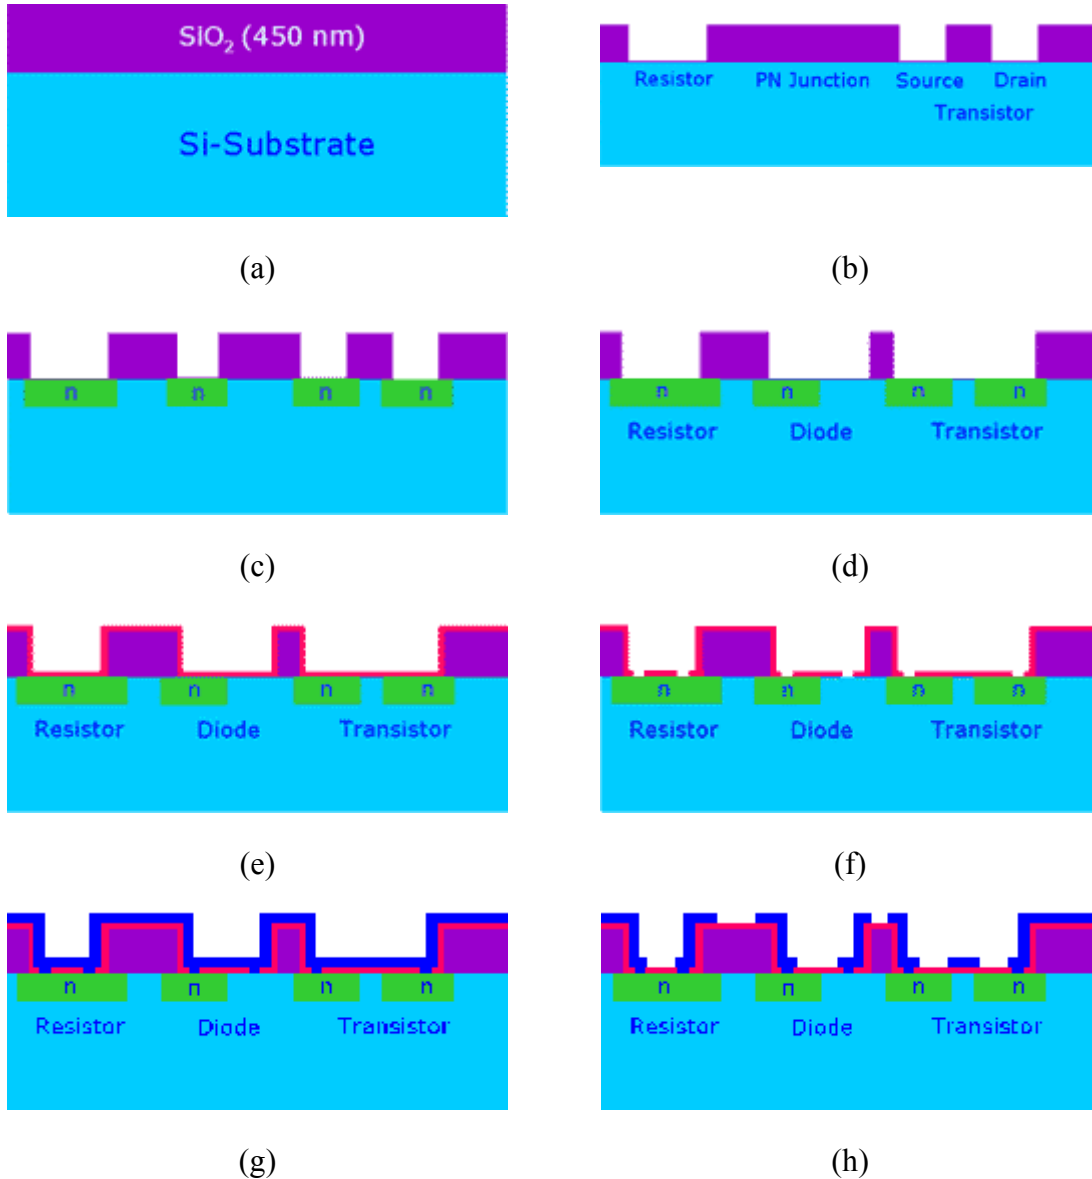 SiO₂ (450 nm)
Si-Substrate
(a)
Resistor PN Junction Source Drain
Transistor
(b)
n n n n
(c)
n n n n
Resistor Diode Transistor
(d)
n n n n
Resistor Diode Transistor
(e)
n n n n
Resistor Diode Transistor
(f)
n n n n
Resistor Diode Transistor
(g)
n n n n
Resistor Diode Transistor
(h)